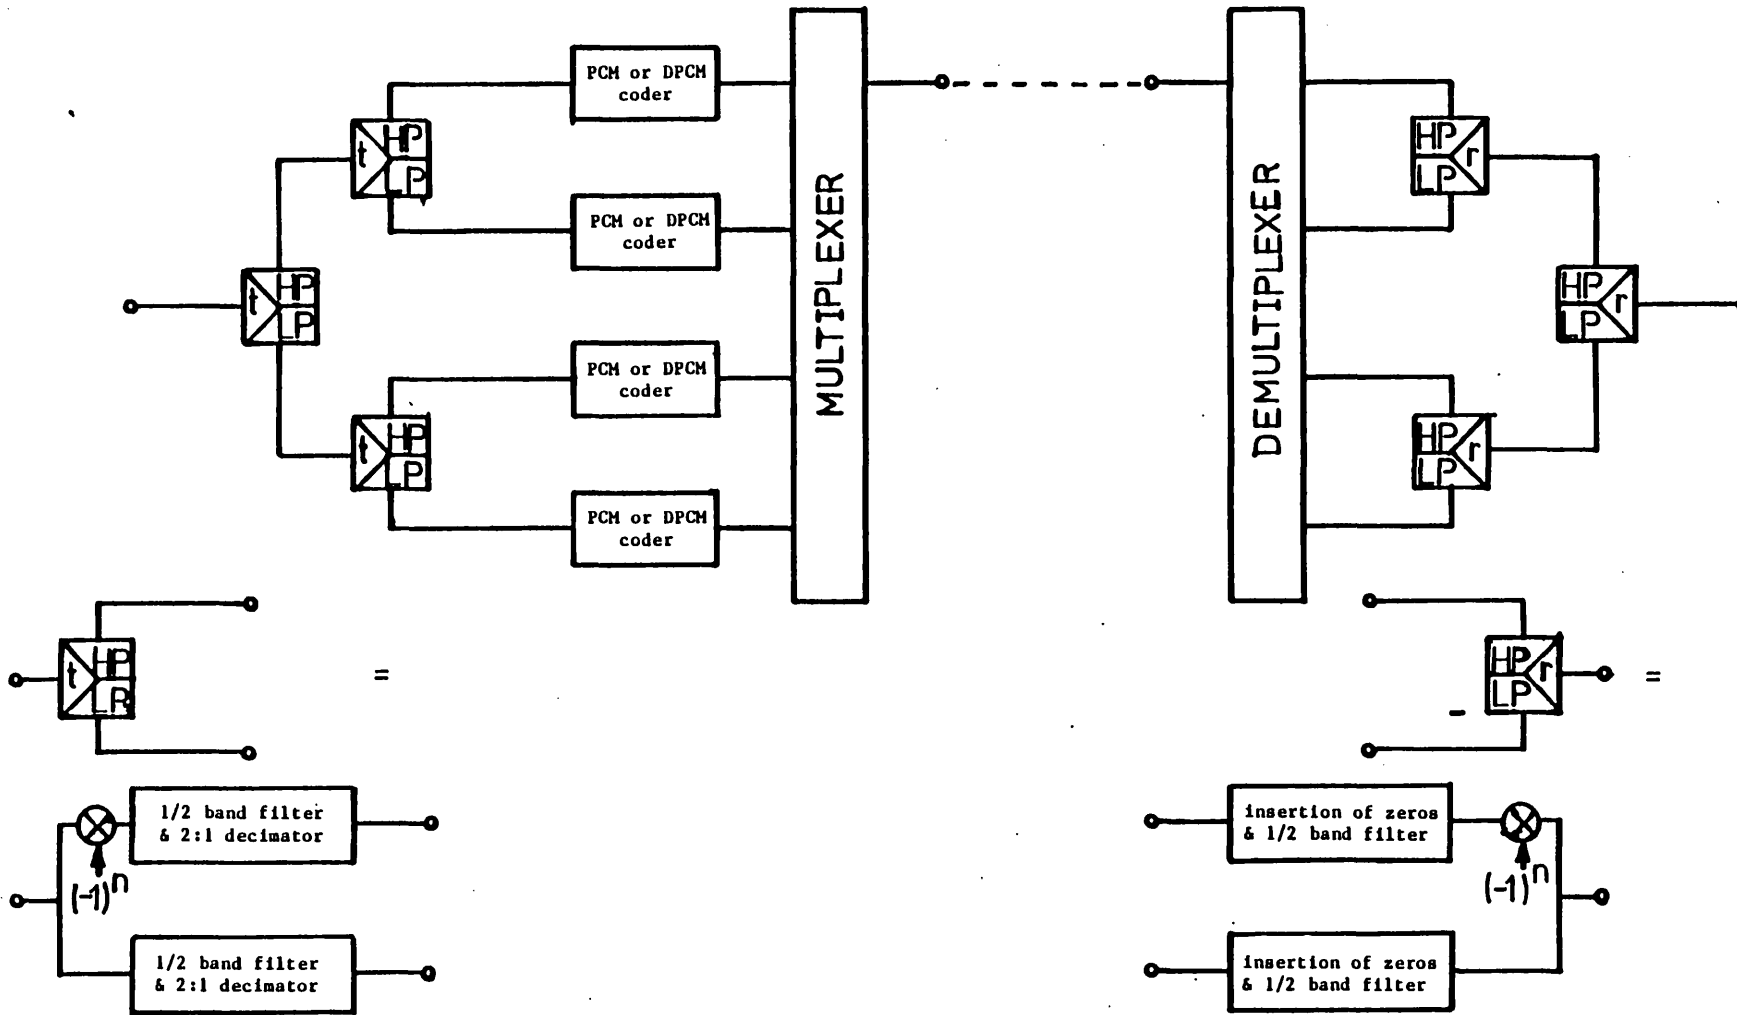 PCM or DPCM
coder
PCM or DPCM
coder
PCM or DPCM
coder
PCM or DPCM
coder
t
HP
LP
t
HP
LP
t
HP
LP
MULTIPLEXER
DEMULTIPLEXER
HP
LP
r
HP
LP
r
HP
LP
r
t
HP
LP
=
HP
LP
r
=
1/2 band filter
& 2:1 decimator
(-1)^n
1/2 band filter
& 2:1 decimator
insertion of zeros
& 1/2 band filter
(-1)^n
insertion of zeros
& 1/2 band filter